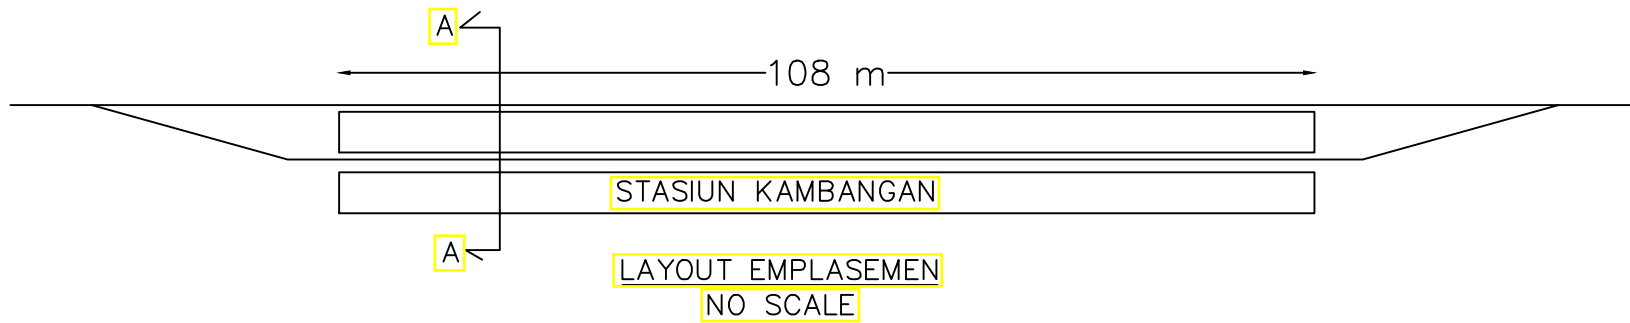 A
108 m
STASIUN KAMBANGAN
A
LAYOUT EMPLASEMEN
NO SCALE